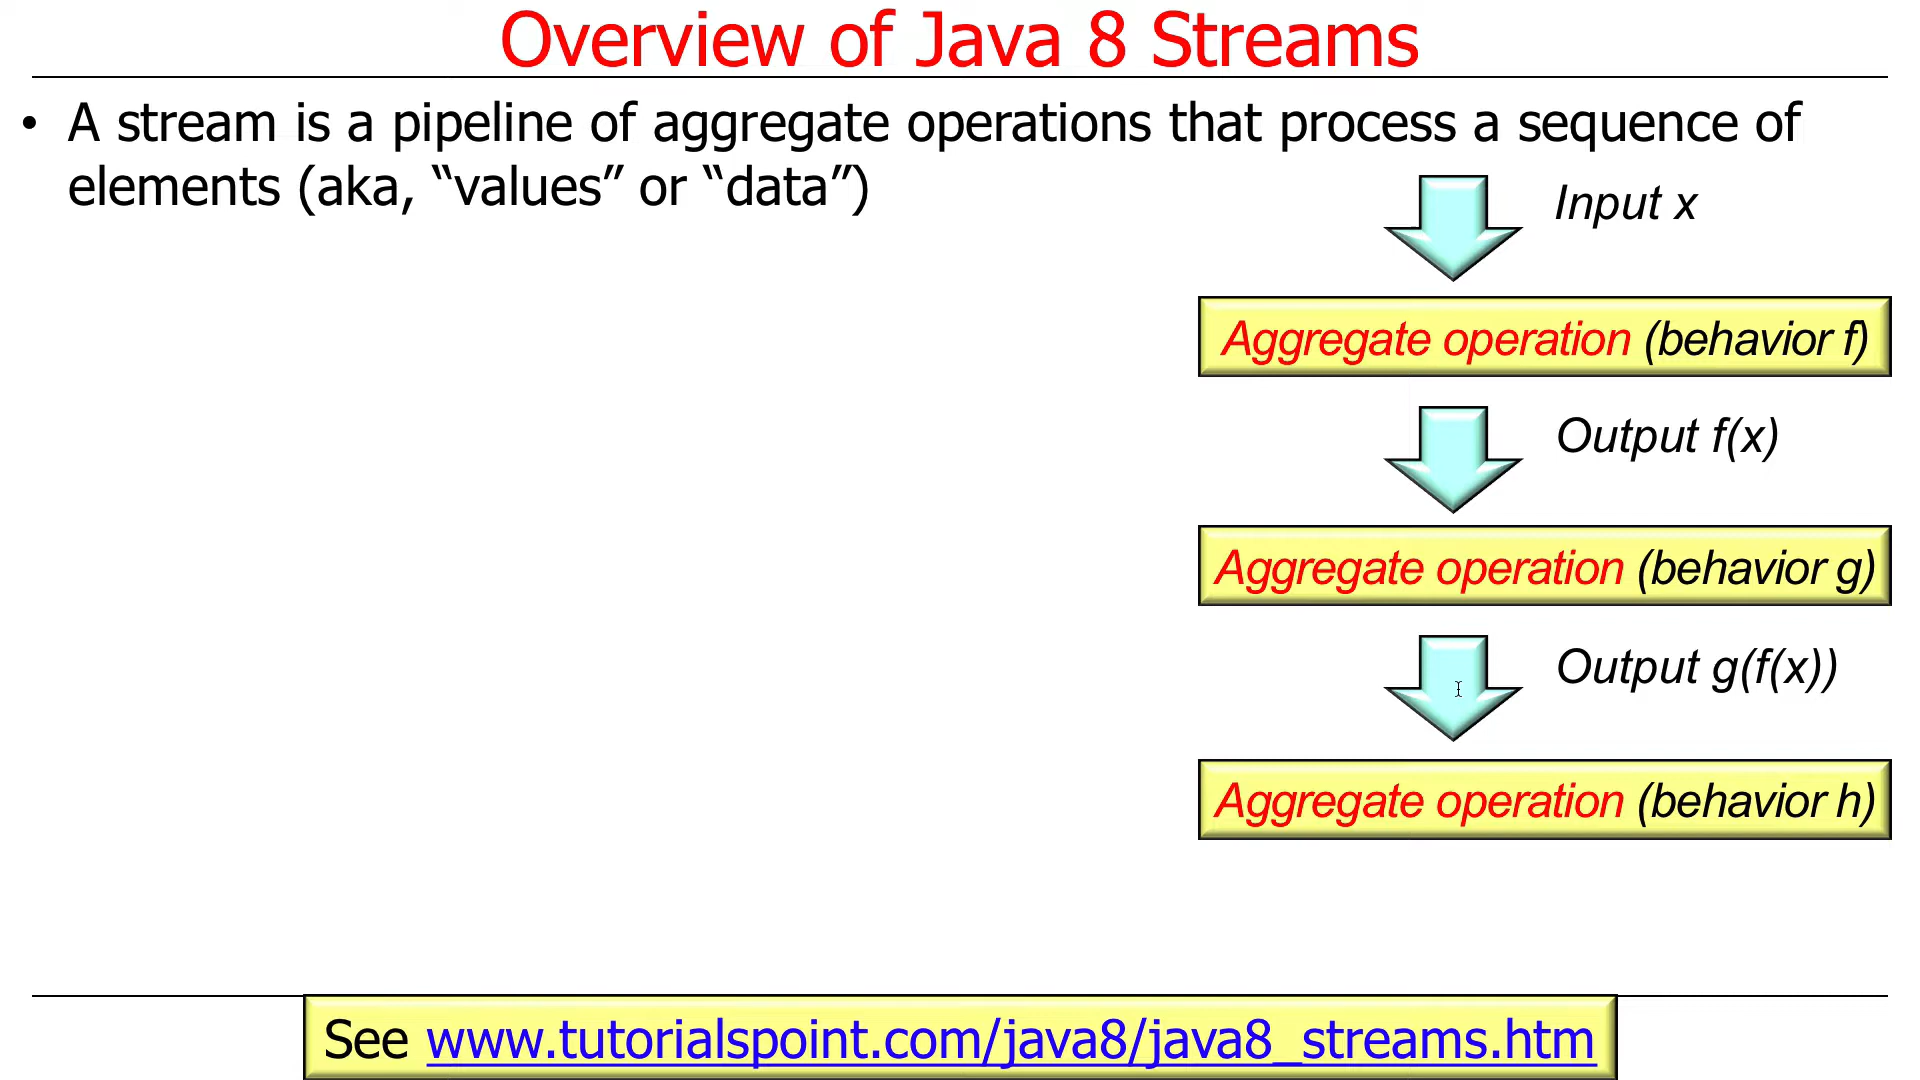 Overview of Java 8 Streams
• A stream is a pipeline of aggregate operations that process a sequence of
elements (aka, “values” or “data”)
Input x
Aggregate operation (behavior f)
Output f(x)
Aggregate operation (behavior g)
Output g(f(x))
Aggregate operation (behavior h)
See www.tutorialspoint.com/java8/java8_streams.htm